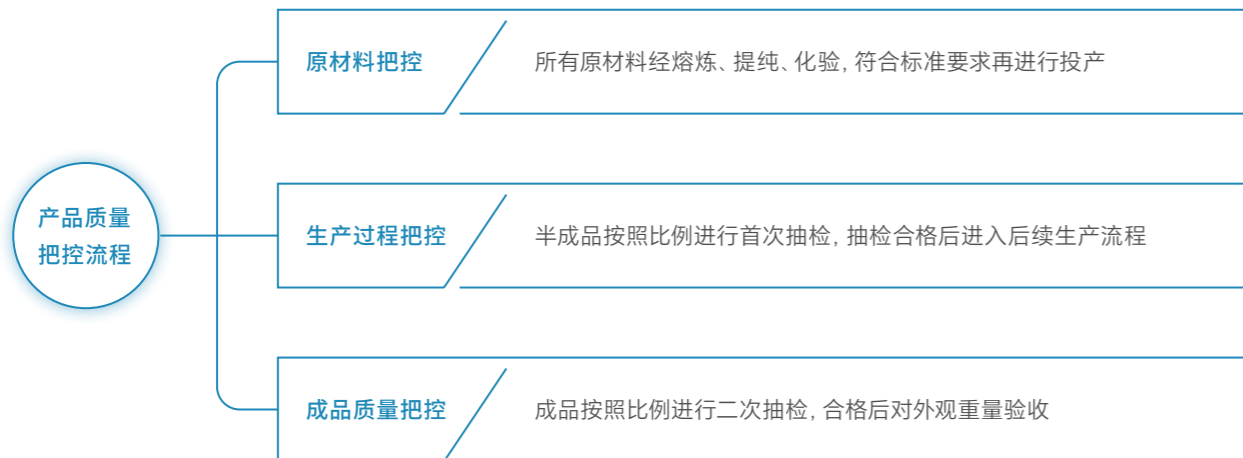 产品质量
把控流程
原材料把控
所有原材料经熔炼、提纯、化验,符合标准要求再进行投产
生产过程把控
半成品按照比例进行首次抽检,抽检合格后进入后续生产流程
成品质量把控
成品按照比例进行二次抽检,合格后对外观重量验收